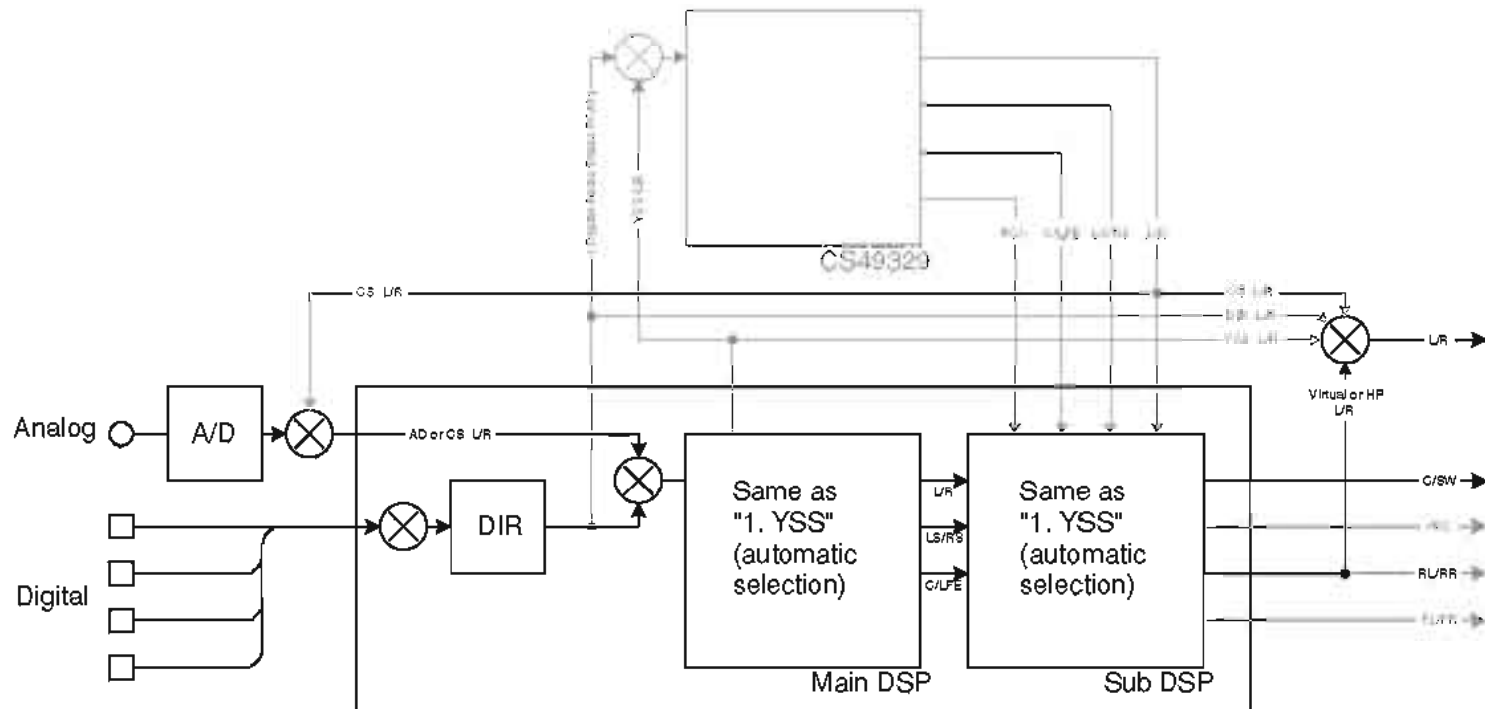 CS49329
CS L/R
CS L/R
L/R
Virtual or HP
L/R
Analog
A/D
AD or CS L/R
DIR
Digital
Same as
"1. YSS"
(automatic
selection)
L/R
LS/RS
C/LFE
Same as
"1. YSS"
(automatic
selection)
C/SW
RL/RR
Main DSP
Sub DSP